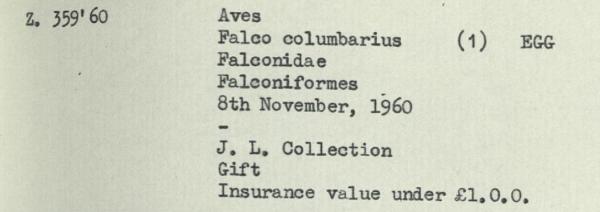 Z. 359'60 Aves
Falco columbarius (1) EGG
Falconidae
Falconiformes
8th November, 1960
-
J. L. Collection
Gift
Insurance value under £1.0.0.